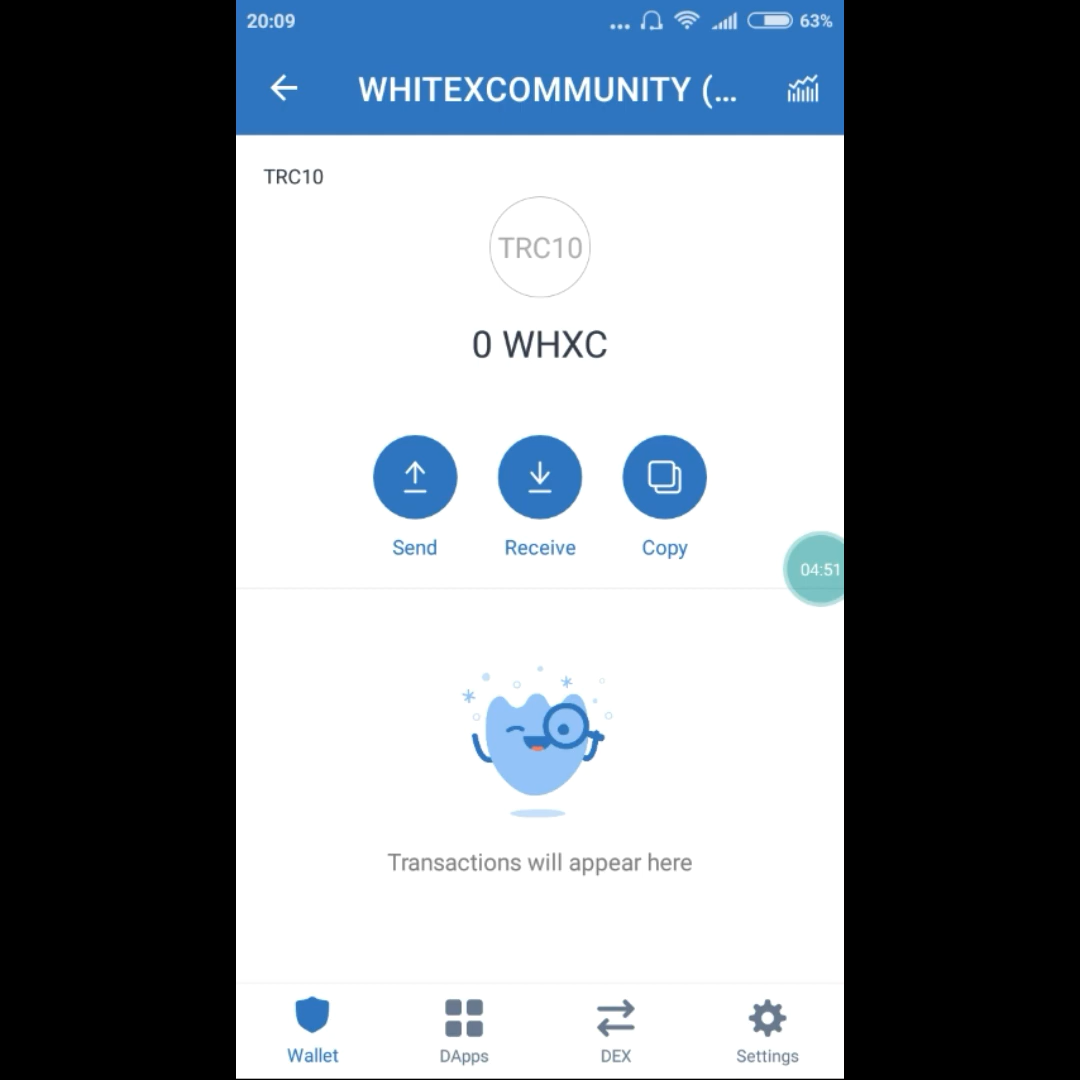 20:09
63%
WHITEXCOMMUNITY (...
TRC10
TRC10
0 WHXC
Send
Receive
Copy
04:51
Transactions will appear here
Wallet
DApps
DEX
Settings